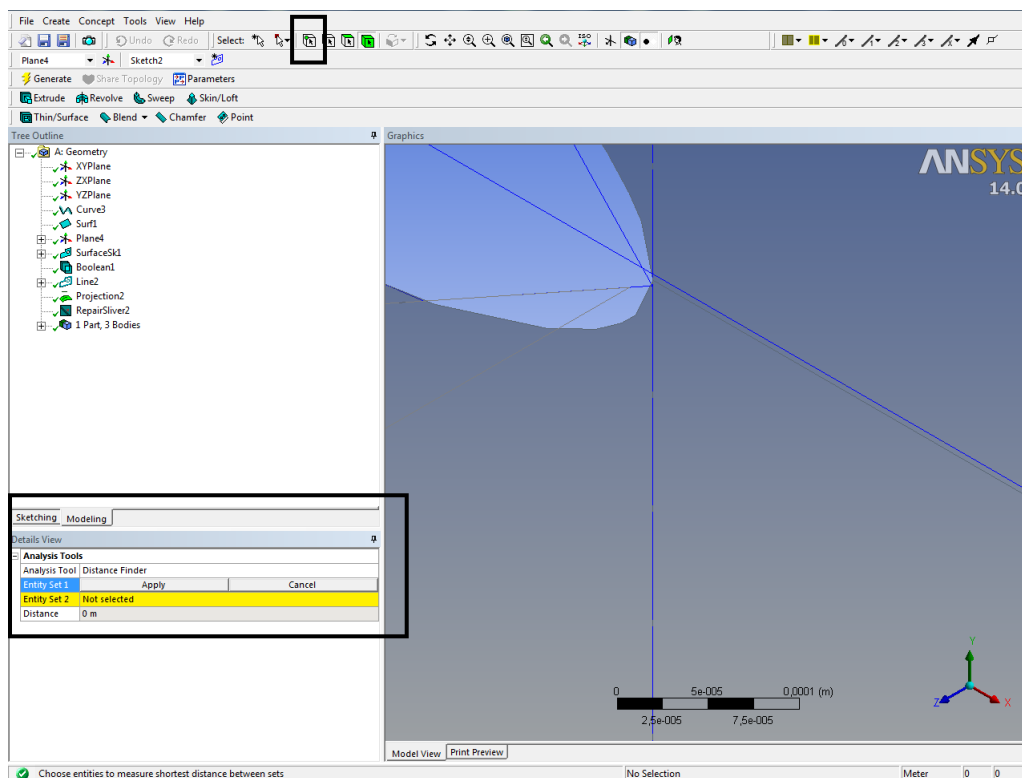 File Create Concept Tools View Help
Undo Redo Select:
Plane4 Sketch2
Generate Share Topology Parameters
Extrude Revolve Sweep Skin/Loft
Thin/Surface Blend Chamfer Point
Tree Outline
A: Geometry
XYPlane
ZXPlane
YZPlane
Curve3
Surf1
Plane4
SurfaceSk1
Boolean1
Line2
Projection2
RepairSliver2
1 Part, 3 Bodies
Sketching Modeling
Details View
Analysis Tools
Analysis Tool Distance Finder
Entity Set 1 Apply Cancel
Entity Set 2 Not selected
Distance 0 m
Graphics
ANSYS
14.0
0 5e-005 0,0001 (m)
2,5e-005 7,5e-005
Y
Z X
Model View Print Preview
Choose entities to measure shortest distance between sets No Selection Meter 0 0